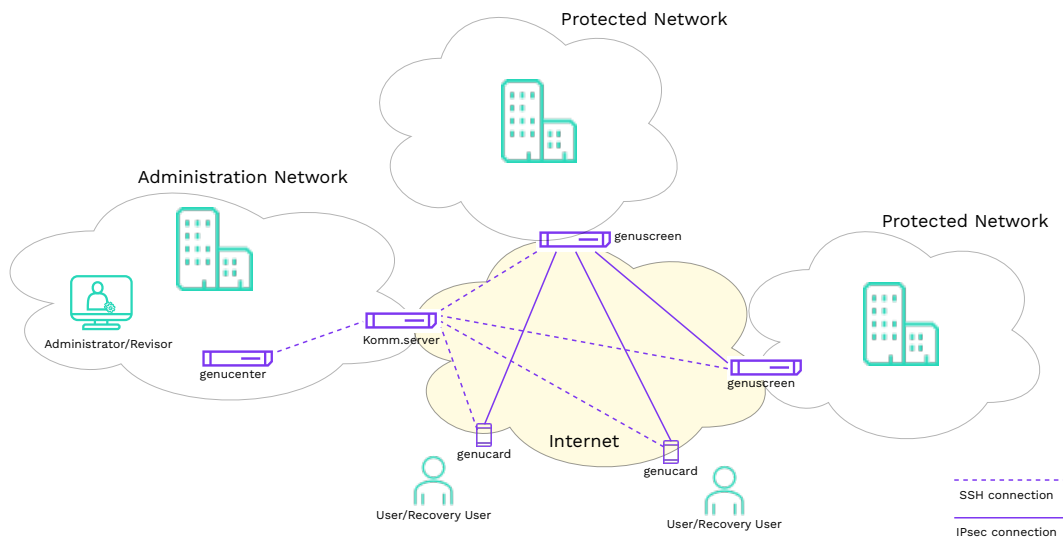 Protected Network
Administration Network
Protected Network
genuscreen
Komm.server
Administrator/Revisor
genucenter
genuscreen
Internet
genucard
genucard
User/Recovery User
User/Recovery User
SSH connection
IPsec connection